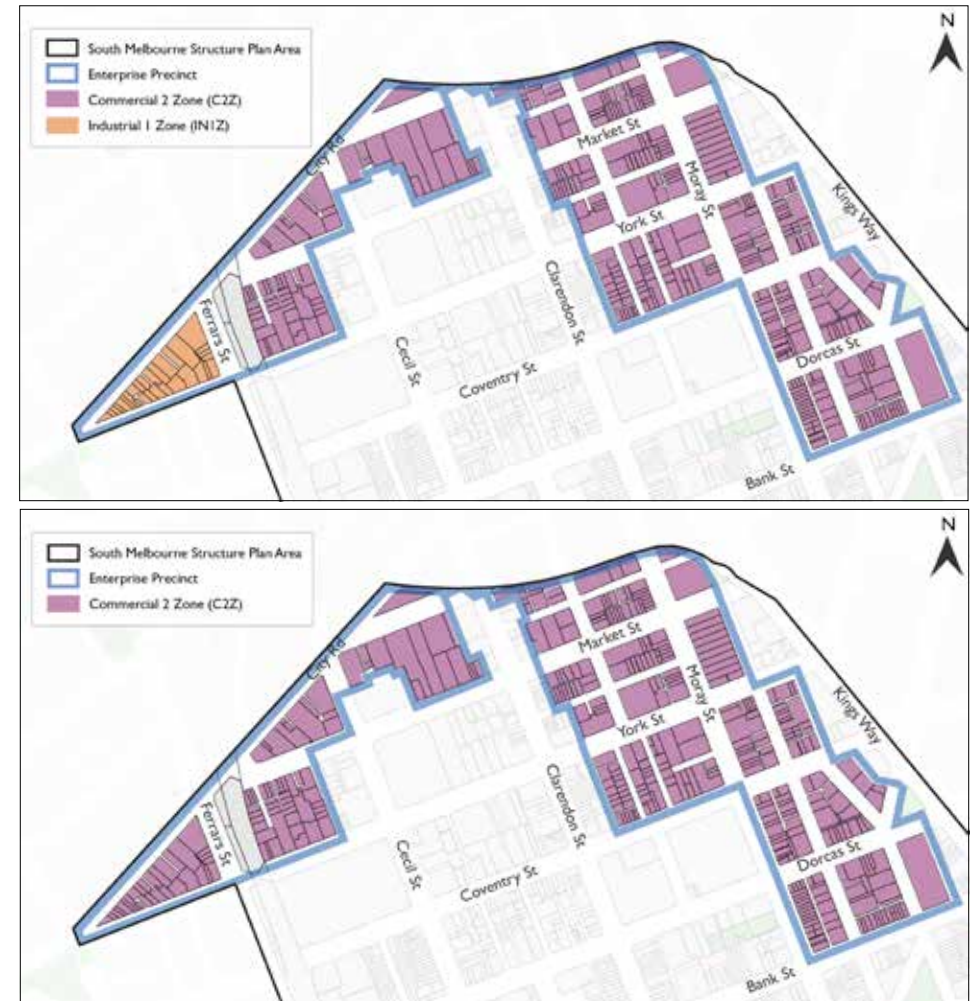 N
South Melbourne Structure Plan Area
Enterprise Precinct
Commercial 2 Zone (C2Z)
Industrial 1 Zone (IN1Z)
City Rd
Market St
Moray St
Kings Way
York St
Clarendon St
Ferrars St
Cecil St
Coventry St
Dorcas St
Bank St
N
South Melbourne Structure Plan Area
Enterprise Precinct
Commercial 2 Zone (C2Z)
City Rd
Market St
Moray St
Kings Way
York St
Clarendon St
Ferrars St
Cecil St
Coventry St
Dorcas St
Bank St